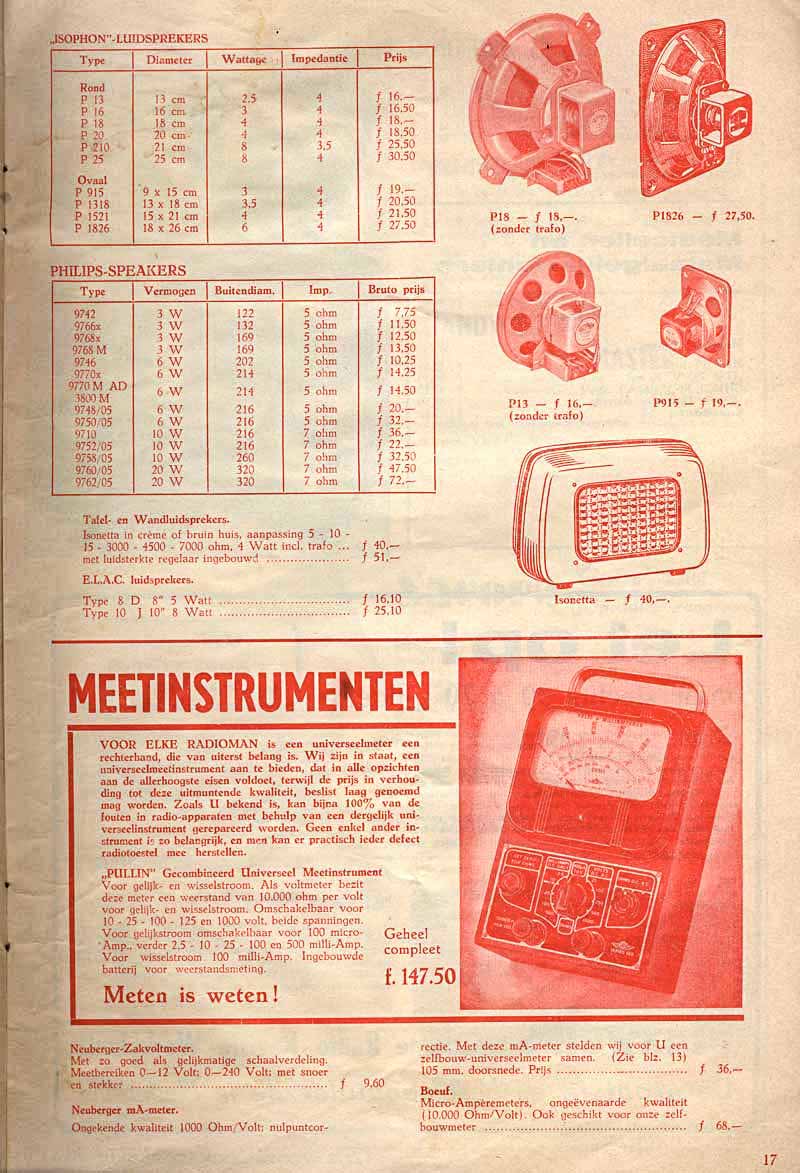 „ISOPHON"-LUIDSPREKERS
Type Diameter Wattage Impedantie Prijs
Rond
P 13 13 cm 2.5 4 f 16.—
P 16 16 cm 3 4 f 16.50
P 18 18 cm 4 4 f 18,—
P 20 20 cm 4 4 f 18,50
P 210 21 cm 8 3,5 f 25,50
P 25 25 cm 8 4 f 30,50
Ovaal
P 915 9 x 15 cm 3 4 f 19.—
P 1318 13 x 18 cm 3,5 4 f 20,50
P 1521 15 x 21 cm 4 4 f 21,50
P 1826 18 x 26 cm 6 4 f 27.50
P18 — f 18,—.
(zonder trafo)
P1826 — f 27,50.
PHILIPS-SPEAKERS
Type Vermogen Buitendiam. Imp. Bruto prijs
9742 3 W 122 5 ohm f 7,75
9766x 3 W 132 5 ohm f 11,50
9768x 3 W 169 5 ohm f 12,50
9768 M 3 W 169 5 ohm f 13,50
9746 6 W 202 5 ohm f 10,25
9770x 6 W 214 5 ohm f 14.25
9770 M AD
3800 M 6 W 214 5 ohm f 14.50
9748/05 6 W 216 5 ohm f 20.—
9750/05 6 W 216 5 ohm f 32.—
9710 10 W 216 7 ohm f 36,—
9752/05 10 W 216 7 ohm f 22.—
9758/05 10 W 260 7 ohm f 32.50
9760/05 20 W 320 7 ohm f 47.50
9762/05 20 W 320 7 ohm f 72.—
P13 — f 16,—
(zonder trafo)
P915 — f 19,—.
Tafel- en Wandluidsprekers.
Isonetta in crème of bruin huis, aanpassing 5 - 10 -
15 - 3000 - 4500 - 7000 ohm, 4 Watt incl. trafo ... f 40,—
met luidsterkte regelaar ingebouwd ..................... f 51,—
E.L.A.C. luidsprekers.
Type 8 D 8" 5 Watt ................................. f 16,10
Type 10 J 10" 8 Watt ................................. f 25,10
Isonetta — f 40,—.
MEETINSTRUMENTEN
VOOR ELKE RADIOMAN is een universeelmeter een
rechterhand, die van uiterst belang is. Wij zijn in staat, een
universeelmeetinstrument aan te bieden, dat in alle opzichten
aan de allerhoogste eisen voldoet, terwijl de prijs in verhou-
ding tot deze uitmuntende kwaliteit, beslist laag genoemd
mag worden. Zoals U bekend is, kan bijna 100% van de
fouten in radio-apparaten met behulp van een dergelijk uni-
verseelinstrument gerepareerd worden. Geen enkel ander in-
strument is zo belangrijk, en men kan er practisch ieder defect
radiotoestel mee herstellen.
„PULLIN" Gecombineerd Universeel Meetinstrument
Voor gelijk- en wisselstroom. Als voltmeter bezit
deze meter een weerstand van 10.000 ohm per volt
voor gelijk- en wisselstroom. Omschakelbaar voor
10 - 25 - 100 - 125 en 1000 volt, beide spanningen.
Voor gelijkstroom omschakelbaar voor 100 micro-
Amp., verder 2,5 - 10 - 25 - 100 en 500 milli-Amp.
Voor wisselstroom 100 milli-Amp. Ingebouwde
batterij voor weerstandsmeting.
Meten is weten!
Geheel
compleet
f. 147.50
Neuberger-Zakvoltmeter.
Met zo goed als gelijkmatige schaalverdeling.
Meetbereiken 0—12 Volt; 0—240 Volt; met snoer
en stekker .................................................. f 9,60
Neuberger mA-meter.
Ongekende kwaliteit 1000 Ohm/Volt; nulpuntcor-
rectie. Met deze mA-meter stelden wij voor U een
zelfbouw-universeelmeter samen. (Zie blz. 13)
105 mm. doorsnede. Prijs ................................. f 36,—
Boeuf.
Micro-Ampèremeters, ongeëvenaarde kwaliteit
(10.000 Ohm/Volt). Ook geschikt voor onze zelf-
bouwmeter .................................................. f 68,—
17